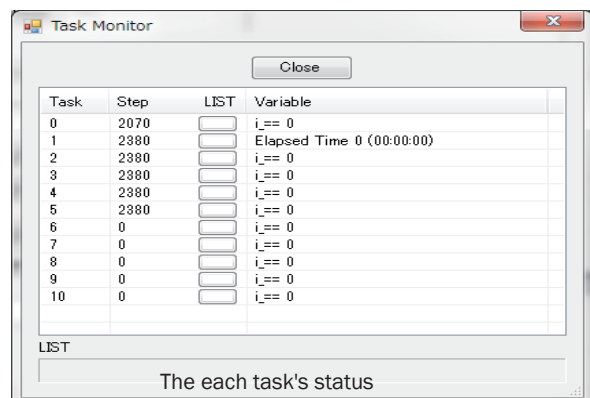 Task Monitor
Close
Task Step LIST Variable
0 2070 i_== 0
1 2380 Elapsed Time 0 (00:00:00)
2 2380 i_== 0
3 2380 i_== 0
4 2380 i_== 0
5 2380 i_== 0
6 0 i_== 0
7 0 i_== 0
8 0 i_== 0
9 0 i_== 0
10 0 i_== 0
LIST
The each task's status